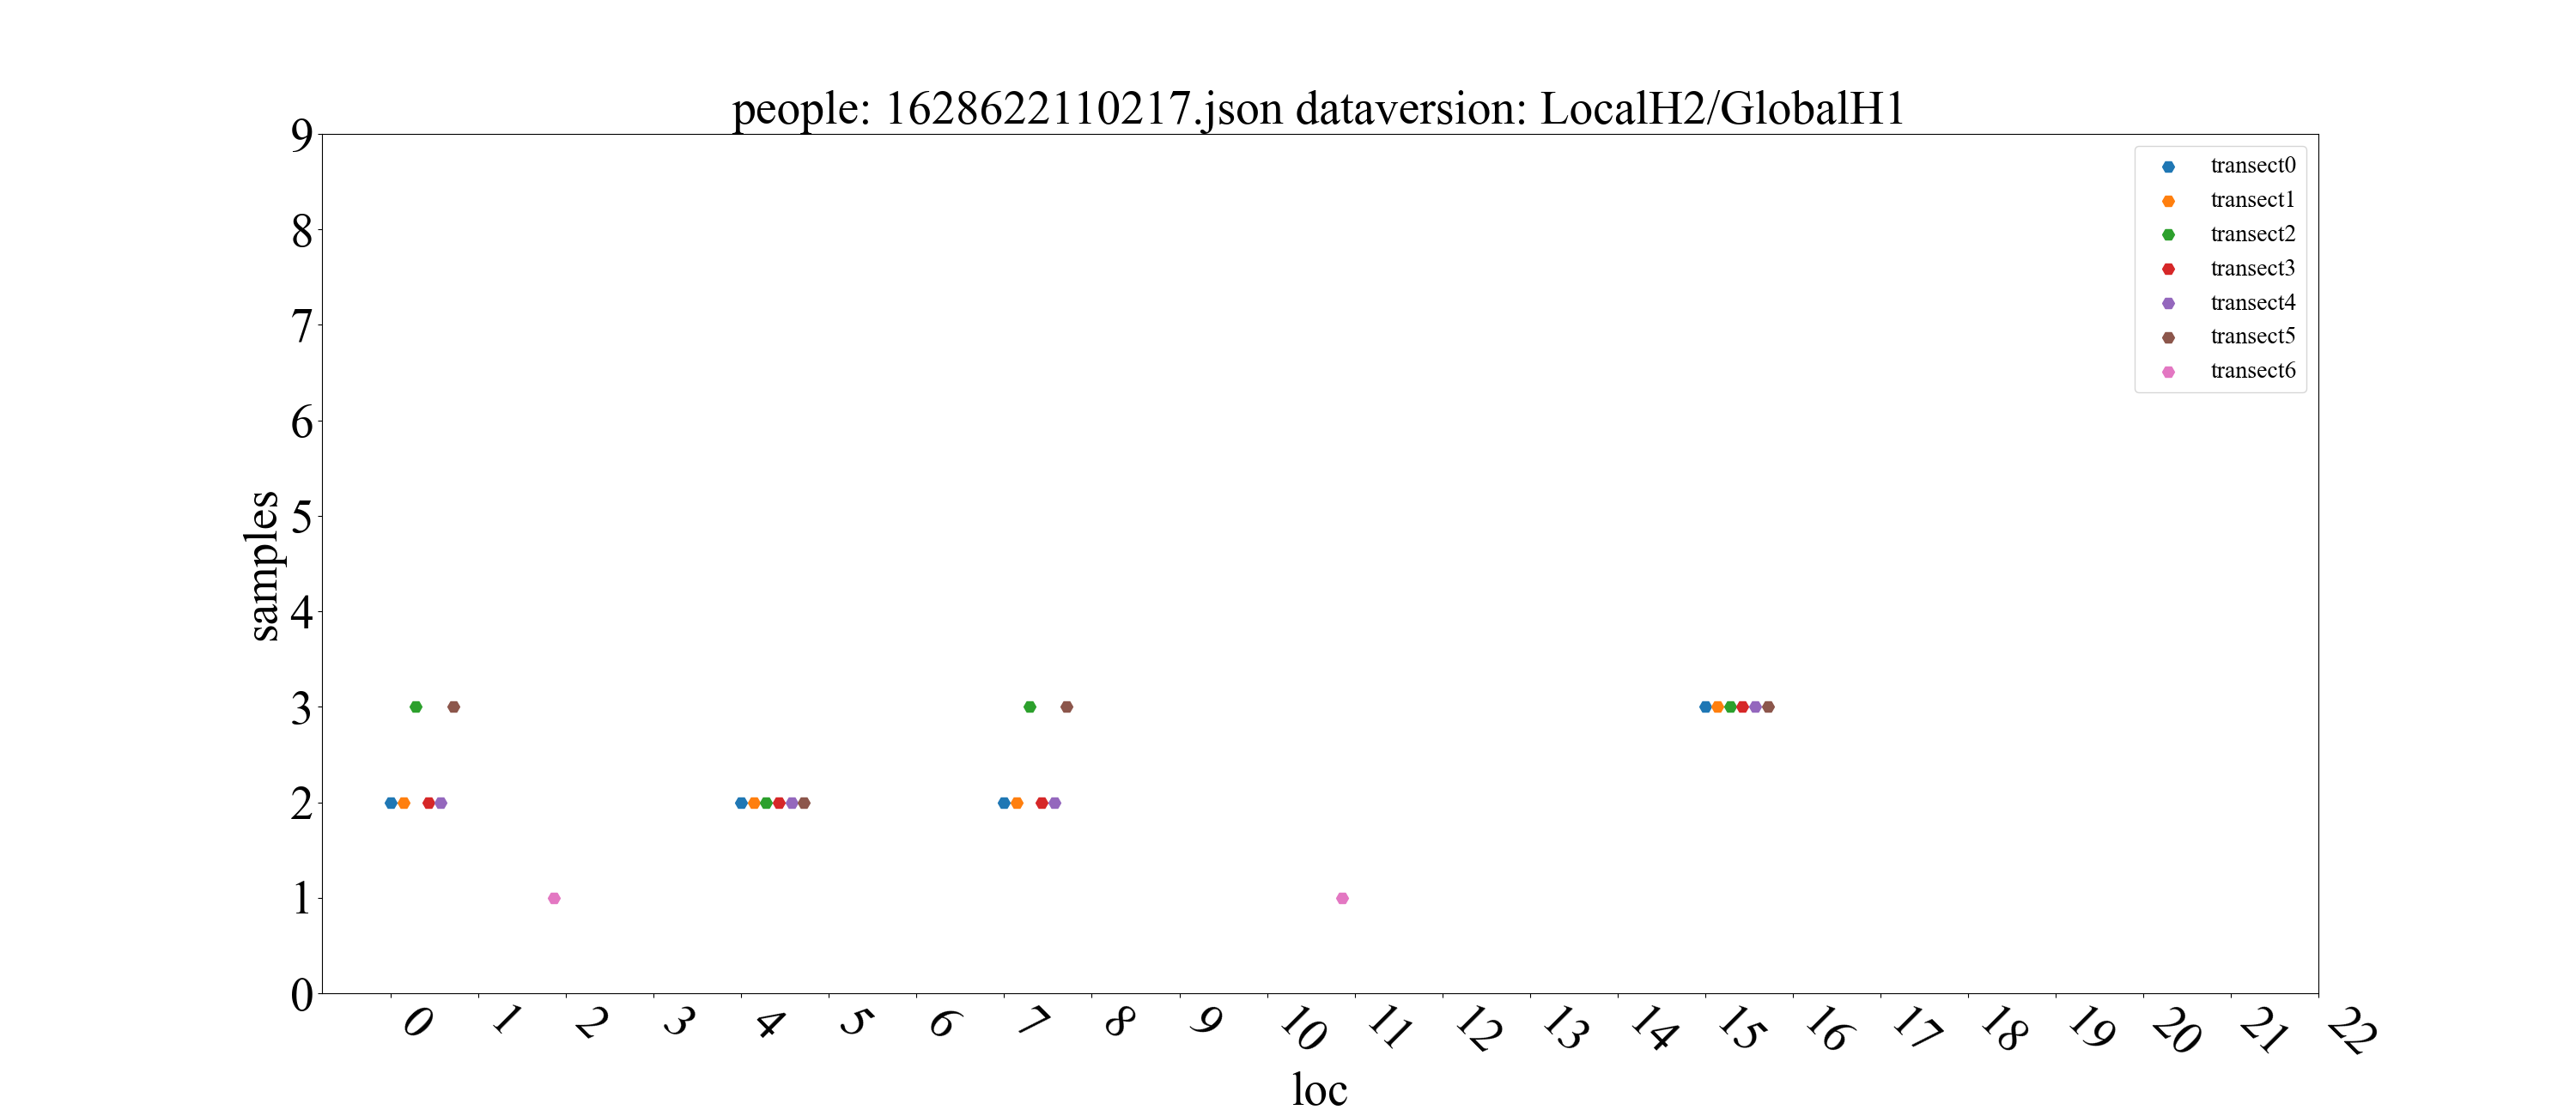 people: 1628622110217.json dataversion: LocalH2/GlobalH1
9
8
7
6
5
4
3
2
1
0
samples
transect0
transect1
transect2
transect3
transect4
transect5
transect6
0 1 2 3 4 5 6 7 8 9 10 11 12 13 14 15 16 17 18 19 20 21 22
loc